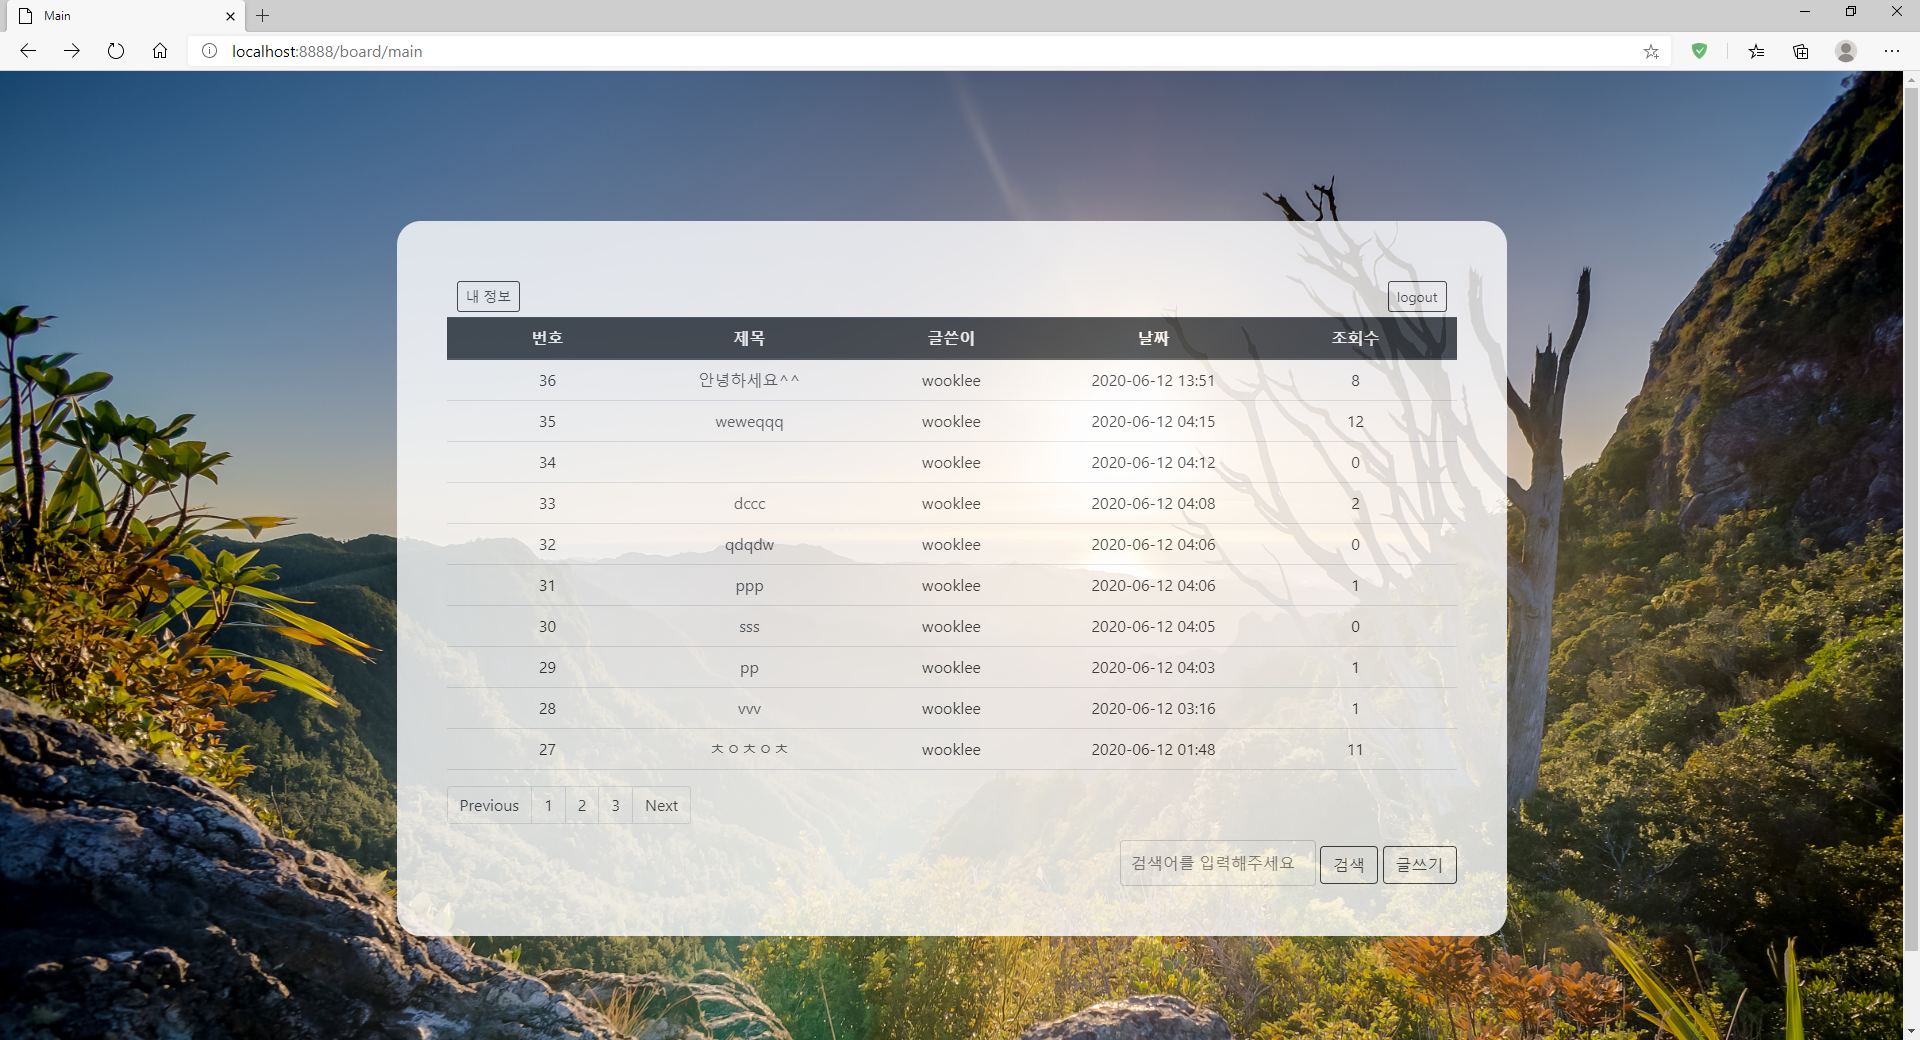 Main
localhost:8888/board/main
내 정보 logout
번호 제목 글쓴이 날짜 조회수
36 안녕하세요^^ wooklee 2020-06-12 13:51 8
35 weweqqq wooklee 2020-06-12 04:15 12
34 wooklee 2020-06-12 04:12 0
33 dccc wooklee 2020-06-12 04:08 2
32 qdqdw wooklee 2020-06-12 04:06 0
31 ppp wooklee 2020-06-12 04:06 1
30 sss wooklee 2020-06-12 04:05 0
29 pp wooklee 2020-06-12 04:03 1
28 vvv wooklee 2020-06-12 03:16 1
27 ㅊㅇㅊㅇㅊ wooklee 2020-06-12 01:48 11
Previous 1 2 3 Next
검색어를 입력해주세요 검색 글쓰기